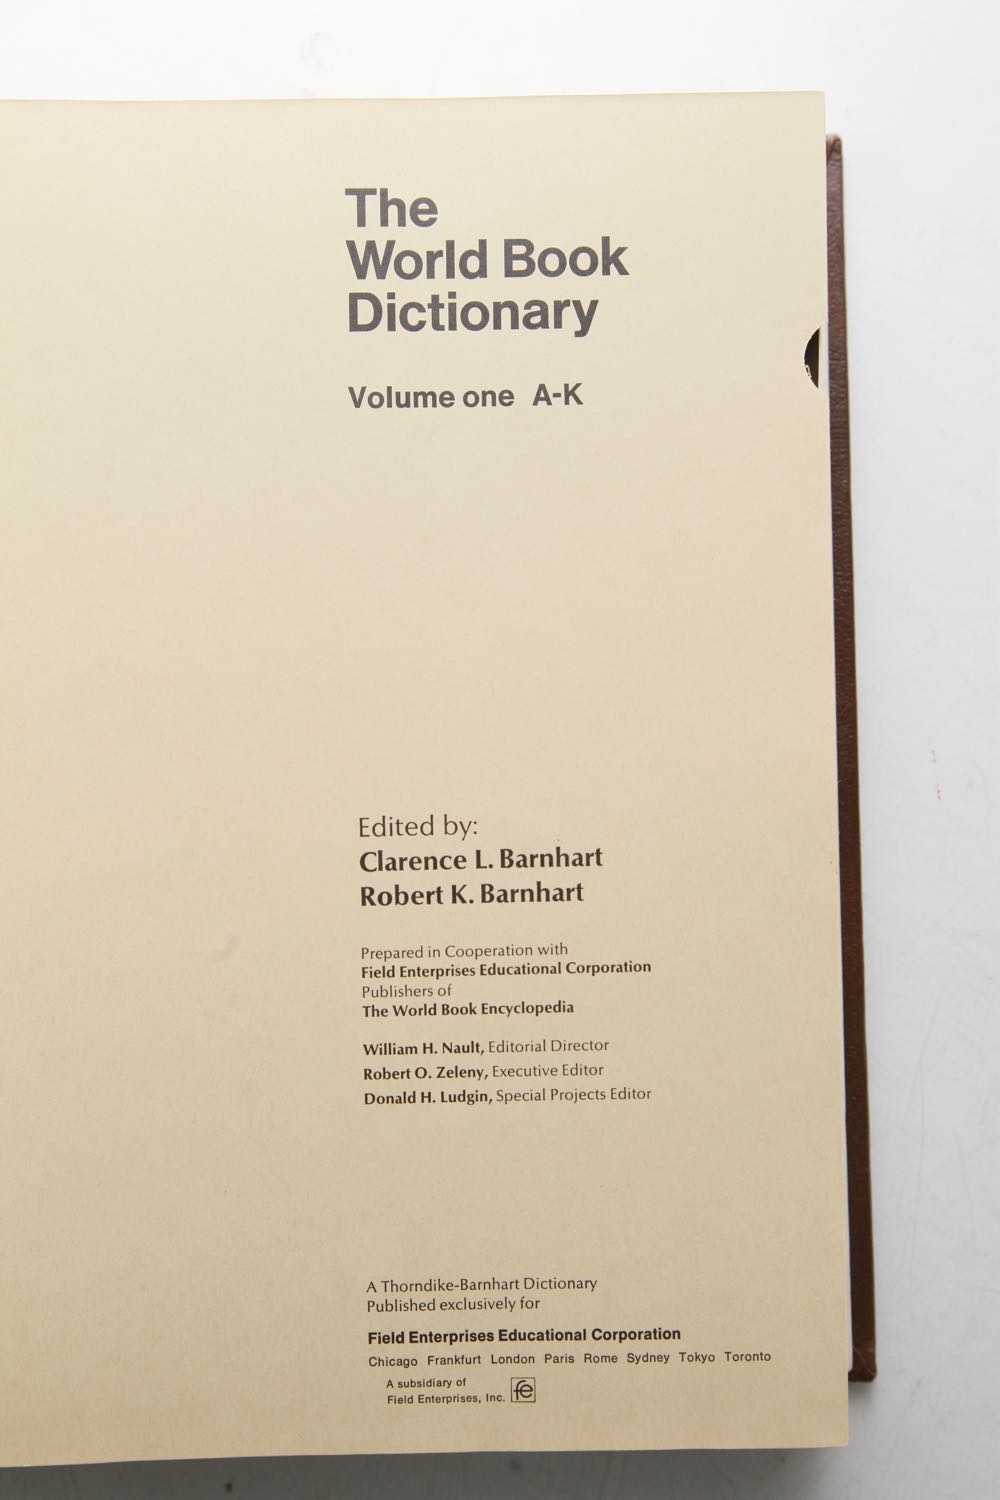 The
World Book
Dictionary
Volume one A-K
Edited by:
Clarence L. Barnhart
Robert K. Barnhart
Prepared in Cooperation with
Field Enterprises Educational Corporation
Publishers of
The World Book Encyclopedia
William H. Nault, Editorial Director
Robert O. Zeleny, Executive Editor
Donald H. Ludgin, Special Projects Editor
A Thorndike-Barnhart Dictionary
Published exclusively for
Field Enterprises Educational Corporation
Chicago Frankfurt London Paris Rome Sydney Tokyo Toronto
A subsidiary of
Field Enterprises, Inc. fe